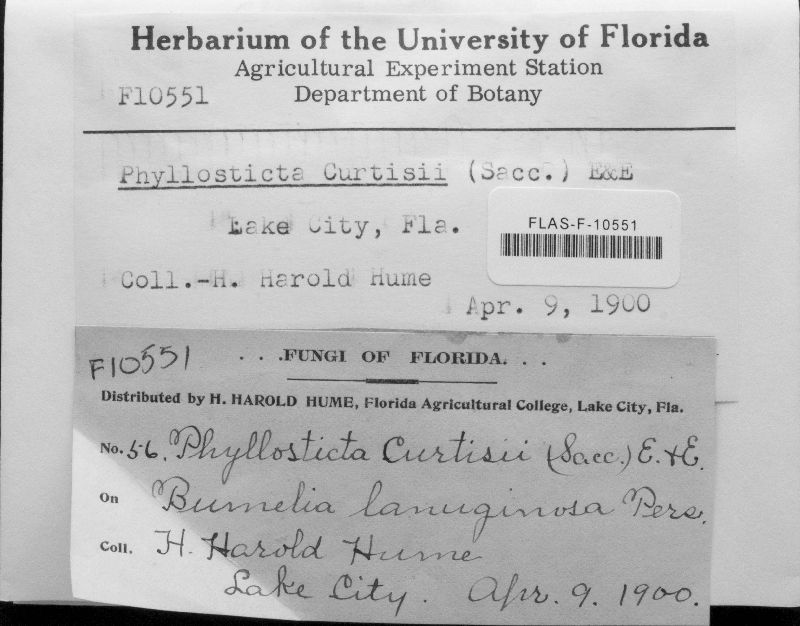 Herbarium of the University of Florida
Agricultural Experiment Station
F10551 Department of Botany
Phyllosticta Curtisii (Sacc.) E&E
Lake City, Fla.
FLAS-F-10551
Coll.-H. Harold Hume
Apr. 9, 1900
F10551 . . .FUNGI OF FLORIDA. . .
Distributed by H. HAROLD HUME, Florida Agricultural College, Lake City, Fla.
No. 56. Phyllosticta Curtisii (Sacc.) E. & E.
On Bumelia lanuginosa Pers.
Coll. H. Harold Hume
Lake City. Apr. 9. 1900.